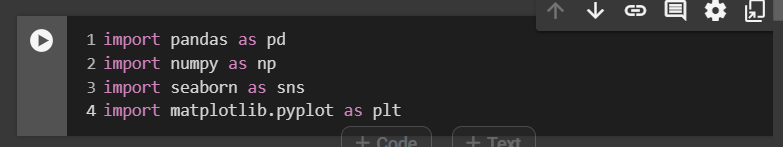 1 import pandas as pd
2 import numpy as np
3 import seaborn as sns
4 import matplotlib.pyplot as plt
+ Code + Text